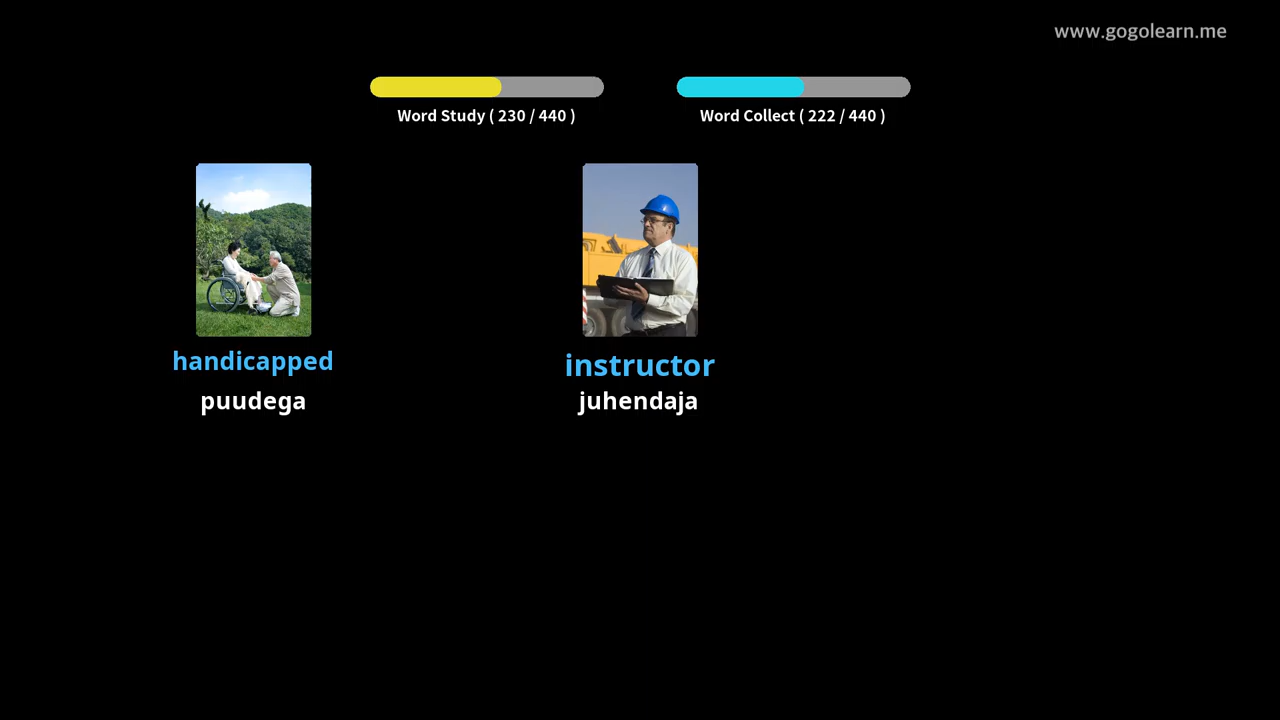 www.gogolearn.me
Word Study ( 230 / 440 )
Word Collect ( 222 / 440 )
handicapped
puudega
instructor
juhendaja